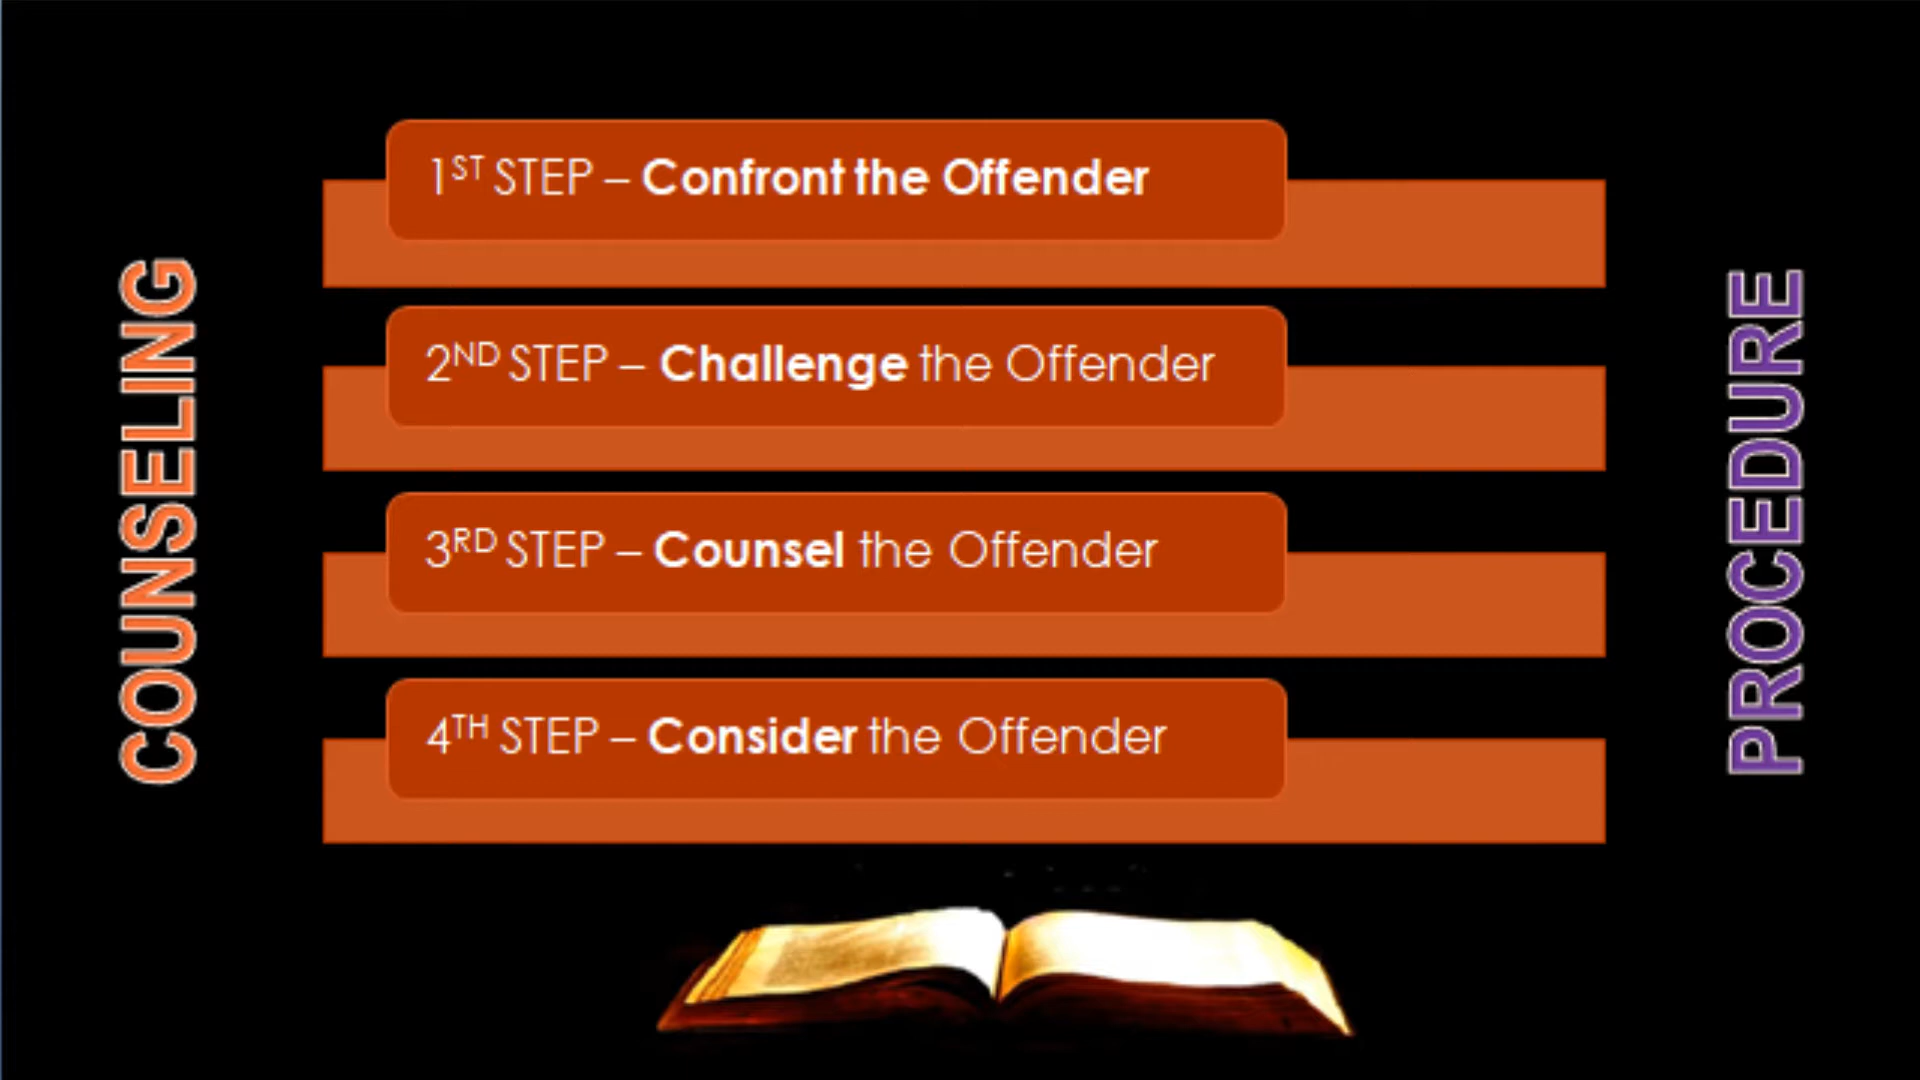 COUNSELING
1ST STEP – Confront the Offender
2ND STEP – Challenge the Offender
3RD STEP – Counsel the Offender
4TH STEP – Consider the Offender
PROCEDURE